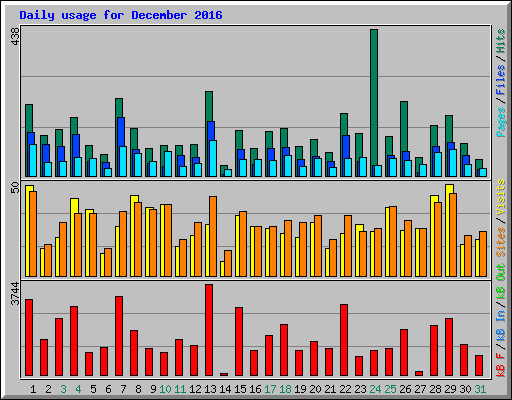 Daily usage for December 2016
438
Pages / Files / Hits
50
Sites / Visits
3744
kB F / kB In / kB Out
1 2 3 4 5 6 7 8 9 10 11 12 13 14 15 16 17 18 19 20 21 22 23 24 25 26 27 28 29 30 31